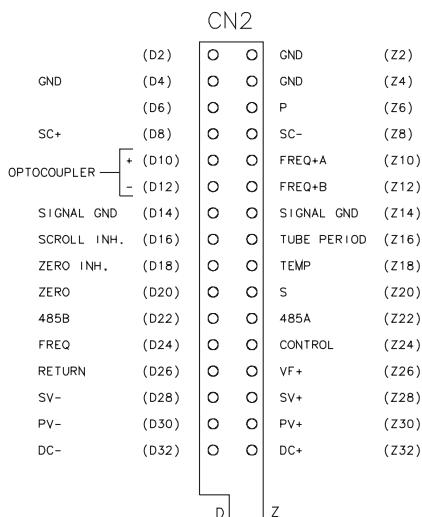 CN2
(D2) GND (Z2)
GND (D4) GND (Z4)
(D6) P (Z6)
SC+ (D8) SC- (Z8)
+ (D10) FREQ+A (Z10)
OPTOCOUPLER
- (D12) FREQ+B (Z12)
SIGNAL GND (D14) SIGNAL GND (Z14)
SCROLL INH. (D16) TUBE PERIOD (Z16)
ZERO INH. (D18) TEMP (Z18)
ZERO (D20) S (Z20)
485B (D22) 485A (Z22)
FREQ (D24) CONTROL (Z24)
RETURN (D26) VF+ (Z26)
SV- (D28) SV+ (Z28)
PV- (D30) PV+ (Z30)
DC- (D32) DC+ (Z32)
D Z